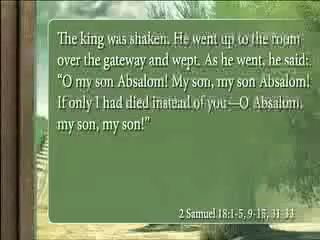 The king was shaken. He went up to the room
over the gateway and wept. As he went, he said:
"O my son Absalom! My son, my son Absalom!
If only I had died instead of you—O Absalom,
my son, my son!"
2 Samuel 18:1-5, 9-15, 31-33